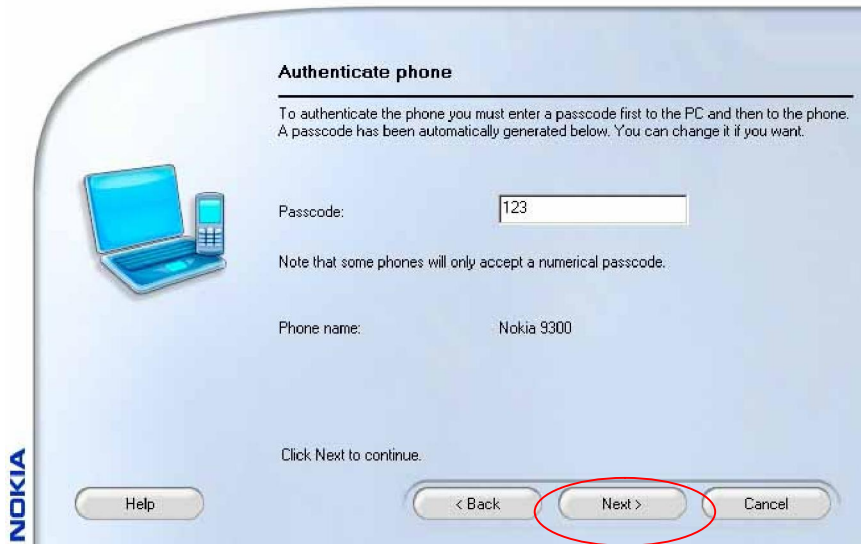 Authenticate phone
To authenticate the phone you must enter a passcode first to the PC and then to the phone.
A passcode has been automatically generated below. You can change it if you want.
Passcode: 123
Note that some phones will only accept a numerical passcode.
Phone name: Nokia 9300
Click Next to continue.
NOKIA
Help < Back Next > Cancel